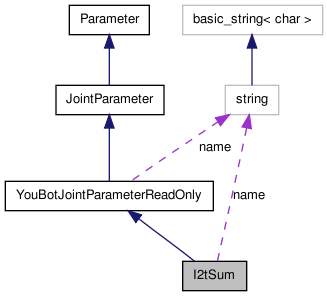 Parameter
basic_string< char >
JointParameter
string
name
YouBotJointParameterReadOnly
name
I2tSum